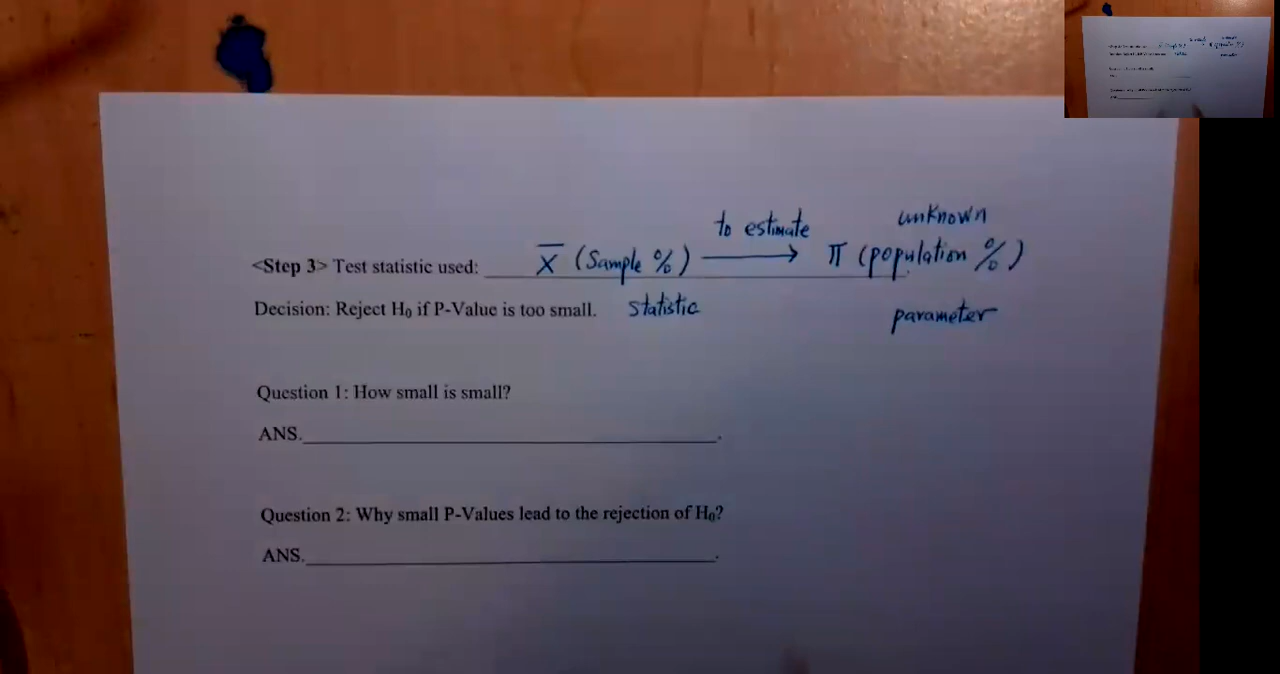 to estimate unknown
<Step 3> Test statistic used: X̅ (Sample %) → π (population %)
Decision: Reject H₀ if P-Value is too small. Statistic parameter
Question 1: How small is small?
ANS. .
Question 2: Why small P-Values lead to the rejection of H₀?
ANS. .